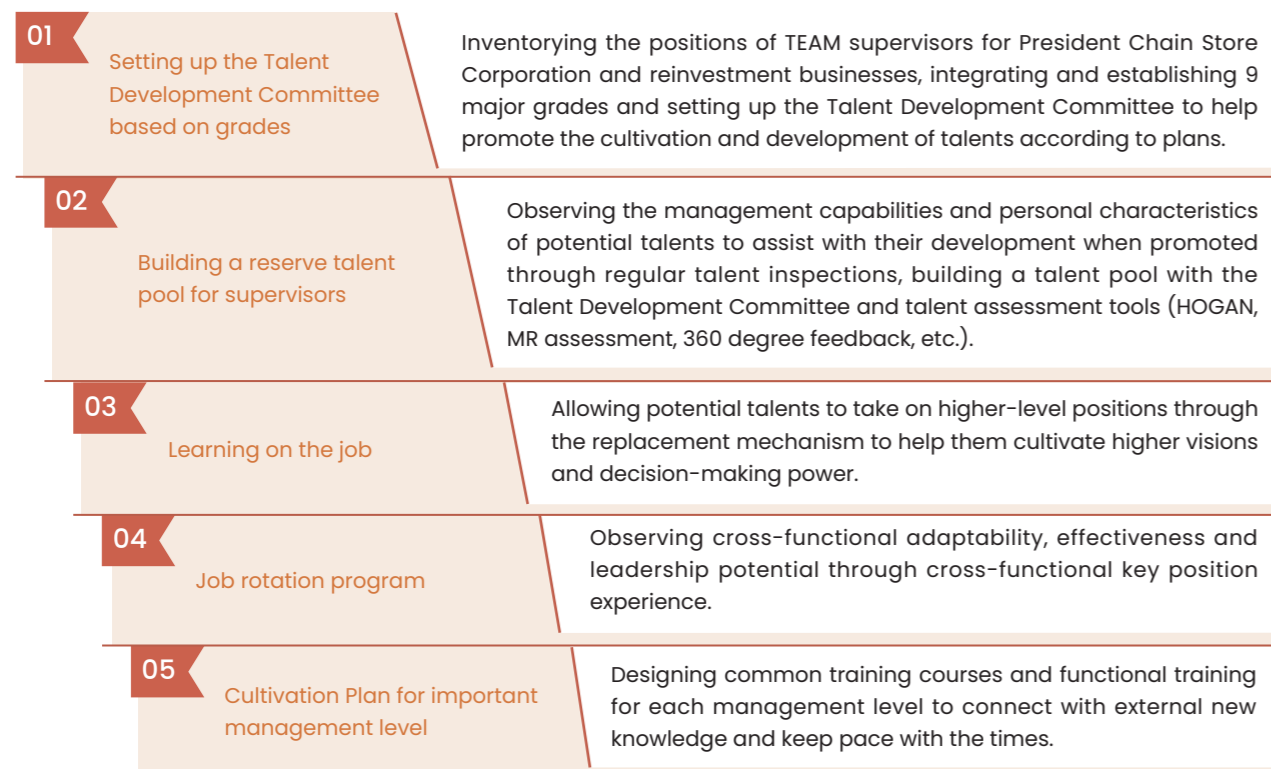 01
Setting up the Talent
Development Committee
based on grades
Inventorying the positions of TEAM supervisors for President Chain Store
Corporation and reinvestment businesses, integrating and establishing 9
major grades and setting up the Talent Development Committee to help
promote the cultivation and development of talents according to plans.
02
Building a reserve talent
pool for supervisors
Observing the management capabilities and personal characteristics
of potential talents to assist with their development when promoted
through regular talent inspections, building a talent pool with the
Talent Development Committee and talent assessment tools (HOGAN,
MR assessment, 360 degree feedback, etc.).
03
Learning on the job
Allowing potential talents to take on higher-level positions through
the replacement mechanism to help them cultivate higher visions
and decision-making power.
04
Job rotation program
Observing cross-functional adaptability, effectiveness and
leadership potential through cross-functional key position
experience.
05
Cultivation Plan for important
management level
Designing common training courses and functional training
for each management level to connect with external new
knowledge and keep pace with the times.